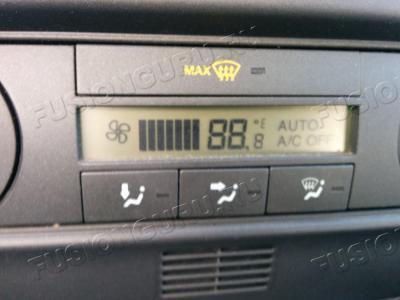 MAX
88.8 °E AUTO
A/C OFF
FUSIONGURU.RU